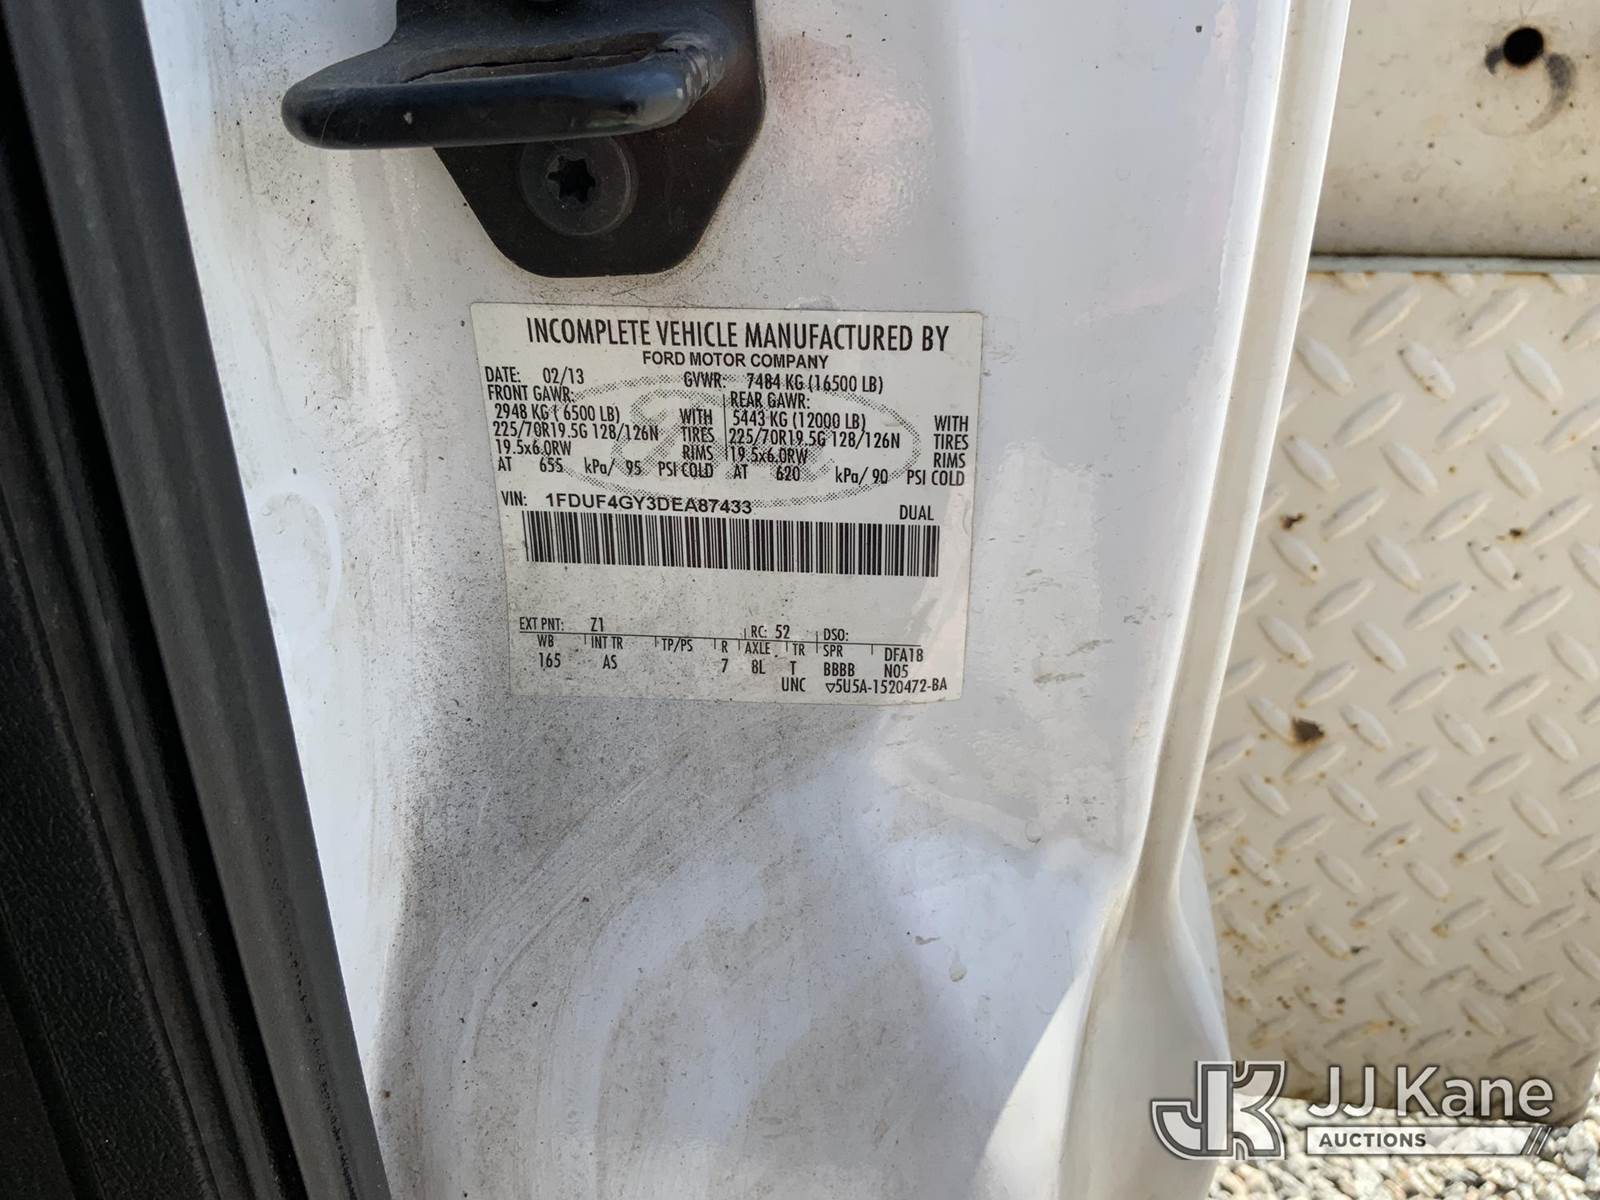 INCOMPLETE VEHICLE MANUFACTURED BY
FORD MOTOR COMPANY
DATE: 02/13 GVWR: 7484 KG (16500 LB)
FRONT GAWR: REAR GAWR:
2948 KG ( 6500 LB) WITH 5443 KG (12000 LB) WITH
225/70R19.5G 128/126N TIRES 225/70R19.5G 128/126N TIRES
19.5x6.0RW RIMS 19.5x6.0RW RIMS
AT 655 kPa/ 95 PSI COLD AT 620 kPa/ 90 PSI COLD
VIN: 1FDUF4GY3DEA87433 DUAL
EXT PNT: Z1 RC: 52 DSO:
WB INT TR TP/PS R AXLE TR SPR DFA18
165 AS 7 8L T BBBB N05
UNC ▽5U5A-1520472-BA
JK JJ Kane
AUCTIONS